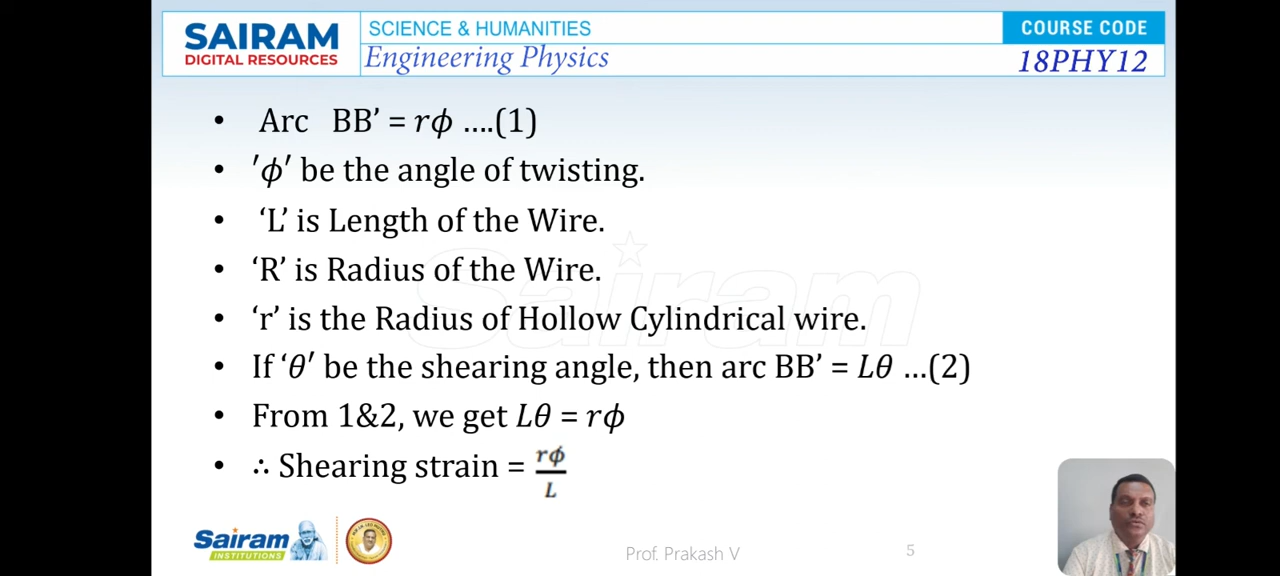 SAIRAM
DIGITAL RESOURCES
SCIENCE & HUMANITIES
Engineering Physics
COURSE CODE
18PHY12
• Arc BB’ = rϕ ....(1)
• ′ϕ′ be the angle of twisting.
• ‘L’ is Length of the Wire.
• ‘R’ is Radius of the Wire.
• ‘r’ is the Radius of Hollow Cylindrical wire.
• If ‘θ′ be the shearing angle, then arc BB’ = Lθ ...(2)
• From 1&2, we get Lθ = rϕ
• ∴ Shearing strain = rϕ/L
Sairam
Sairam
INSTITUTIONS
Prof. Prakash V
5